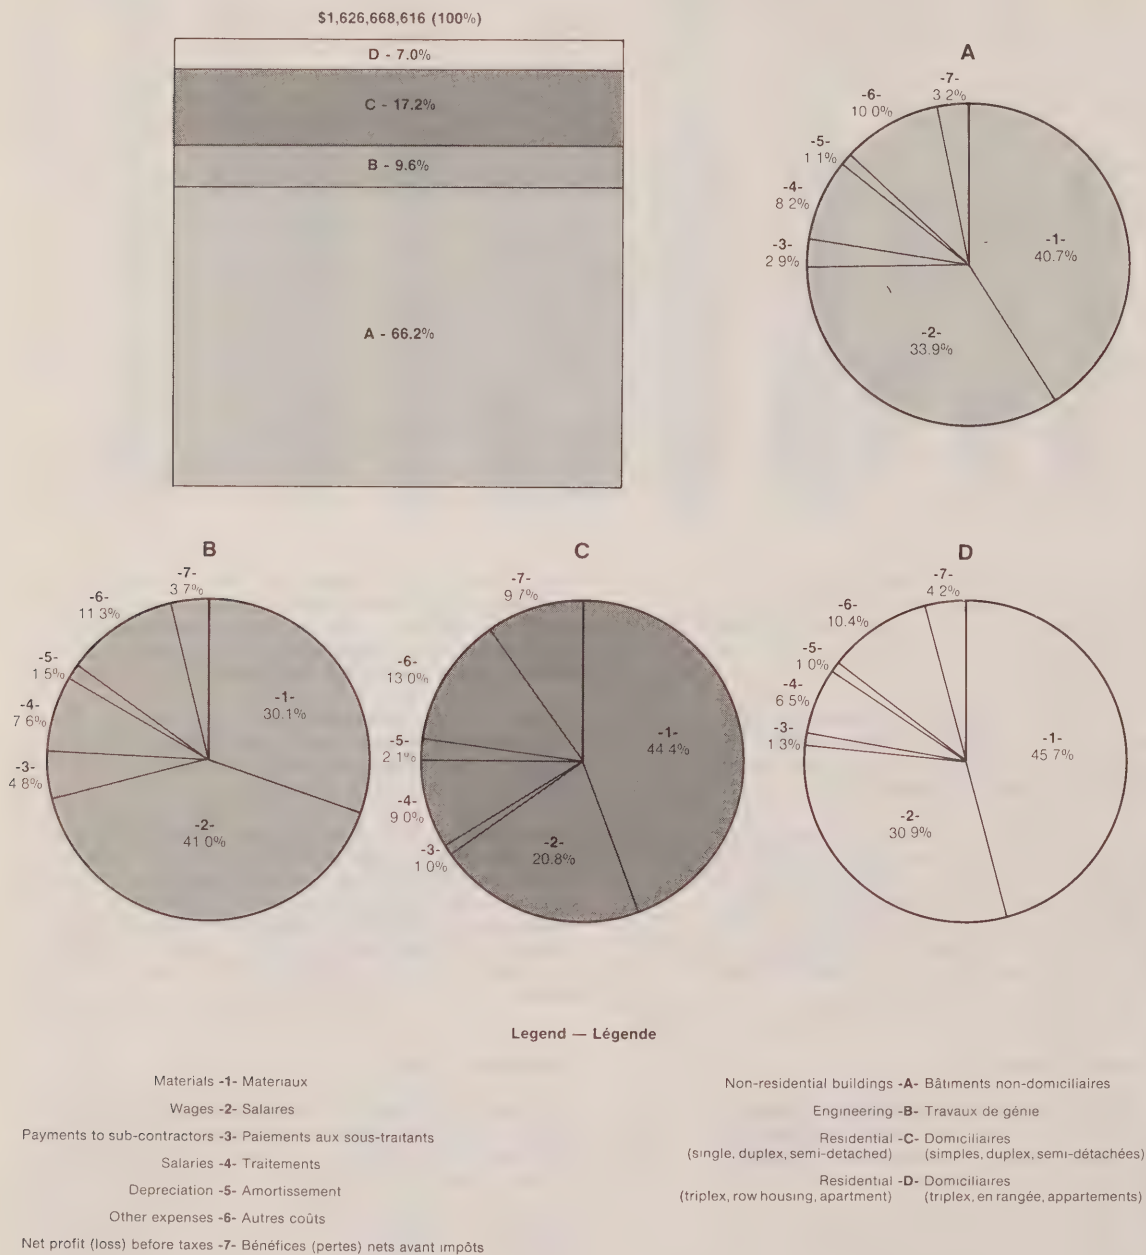 $1,626,668,616 (100%)
D - 7.0%
C - 17.2%
B - 9.6%
A - 66.2%
A
-7-
3 2%
-6-
10 0%
-5-
1 1%
-4-
8 2%
-3-
2 9%
-1-
40.7%
-2-
33.9%
B
-7-
3 7%
-6-
11 3%
-5-
1 5%
-4-
7 6%
-3-
4 8%
-1-
30.1%
-2-
41 0%
C
-7-
9 7%
-6-
13 0%
-5-
2 1%
-4-
9 0%
-3-
1 0%
-1-
44 4%
-2-
20.8%
D
-7-
4 2%
-6-
10.4%
-5-
1 0%
-4-
6 5%
-3-
1 3%
-1-
45 7%
-2-
30 9%
Legend — Légende
Materials -1- Materiaux
Wages -2- Salaires
Payments to sub-contractors -3- Paiements aux sous-traitants
Salaries -4- Traitements
Depreciation -5- Amortissement
Other expenses -6- Autres coûts
Net profit (loss) before taxes -7- Bénéfices (pertes) nets avant impôts
Non-residential buildings -A- Bâtiments non-domiciliaires
Engineering -B- Travaux de génie
Residential -C- Domiciliaires
(single, duplex, semi-detached) (simples, duplex, semi-détachées)
Residential -D- Domiciliaires
(triplex, row housing, apartment) (triplex, en rangée, appartements)